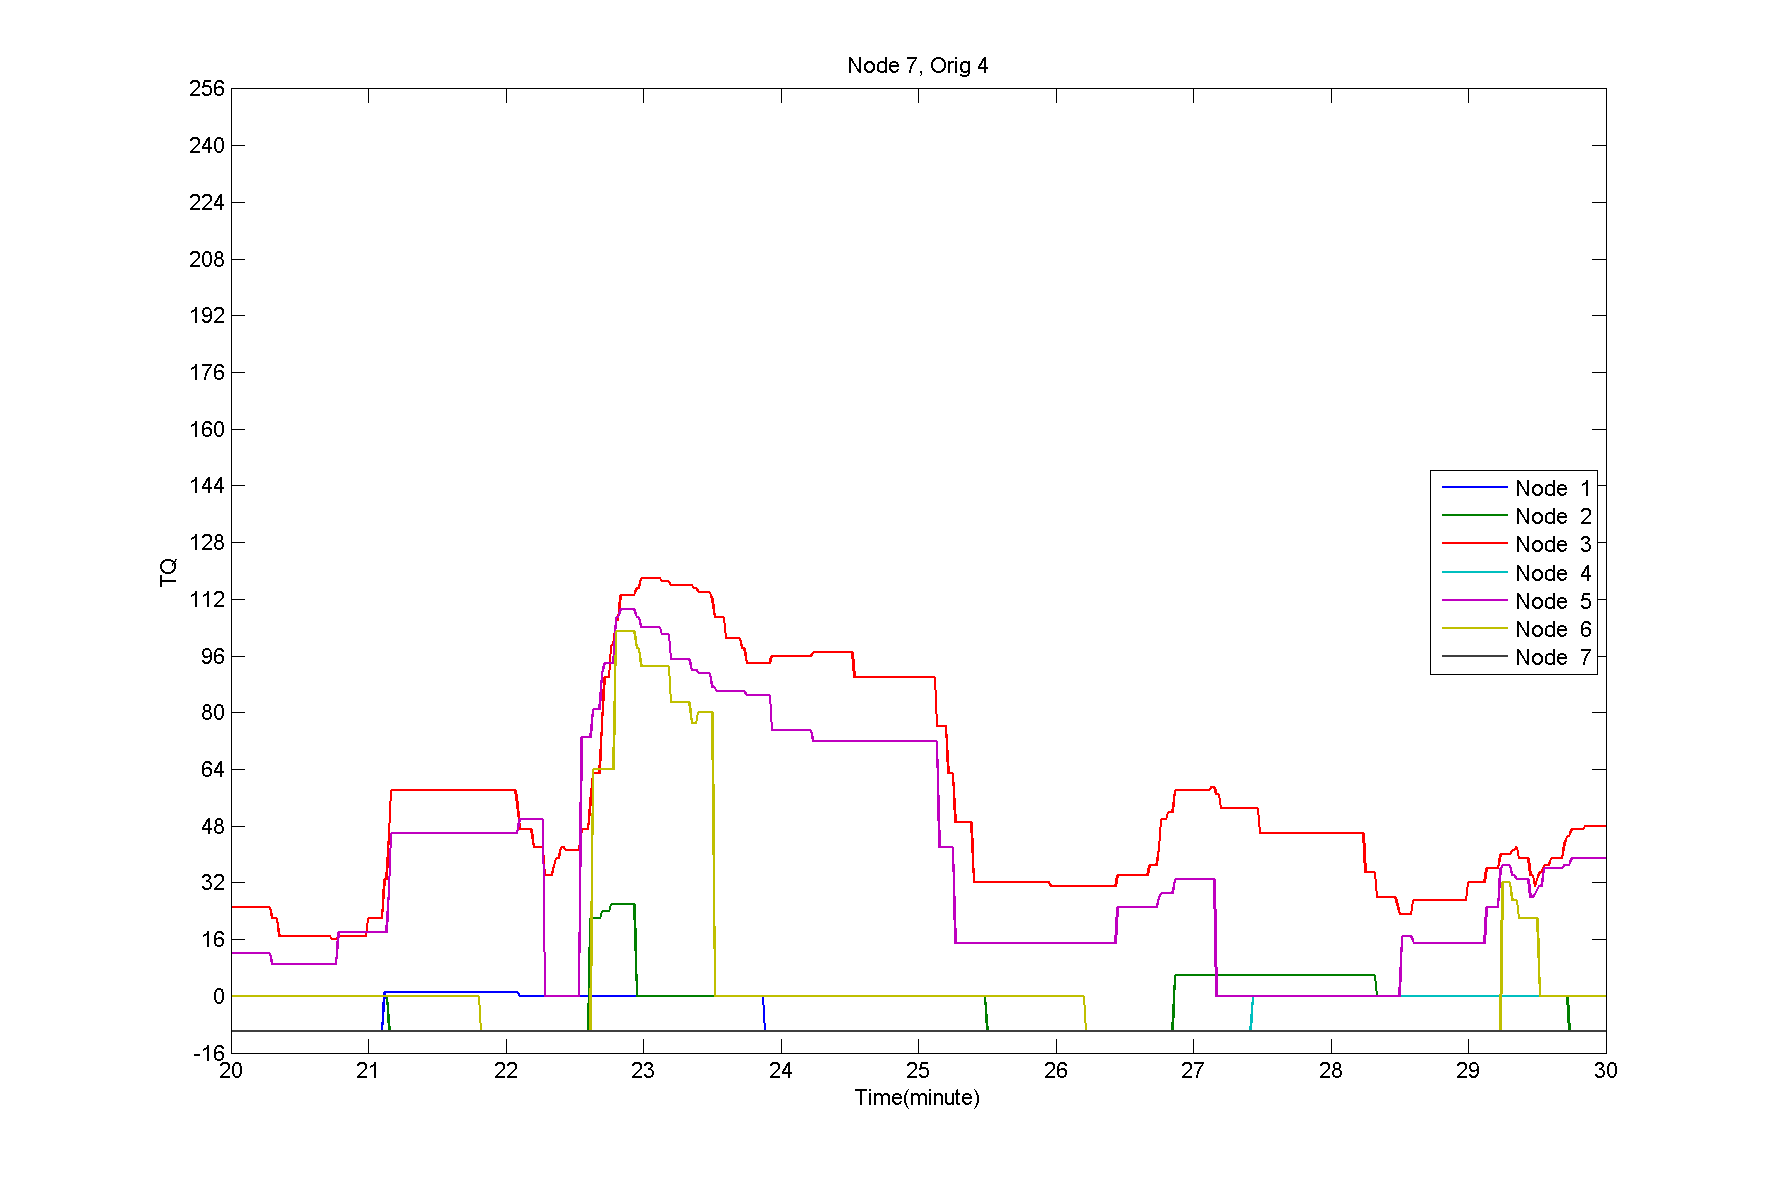 Node 7, Orig 4
256
240
224
208
192
176
160
144
128
112
96
80
64
48
32
16
0
-16
TQ
Node 1
Node 2
Node 3
Node 4
Node 5
Node 6
Node 7
20 21 22 23 24 25 26 27 28 29 30
Time(minute)